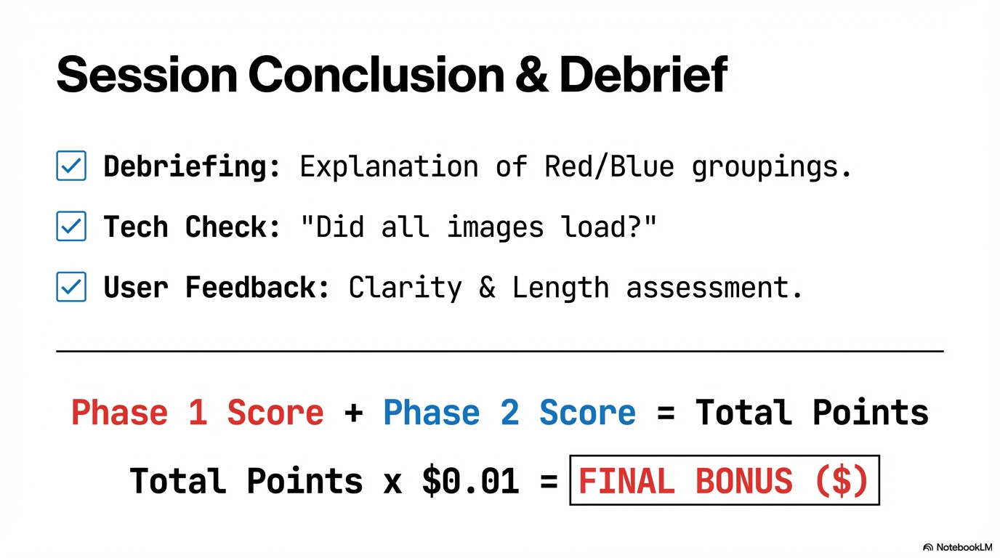 Session Conclusion & Debrief
Debriefing: Explanation of Red/Blue groupings.
Tech Check: "Did all images load?"
User Feedback: Clarity & Length assessment.
Phase 1 Score + Phase 2 Score = Total Points
Total Points x $0.01 = FINAL BONUS ($)
NotebookLM